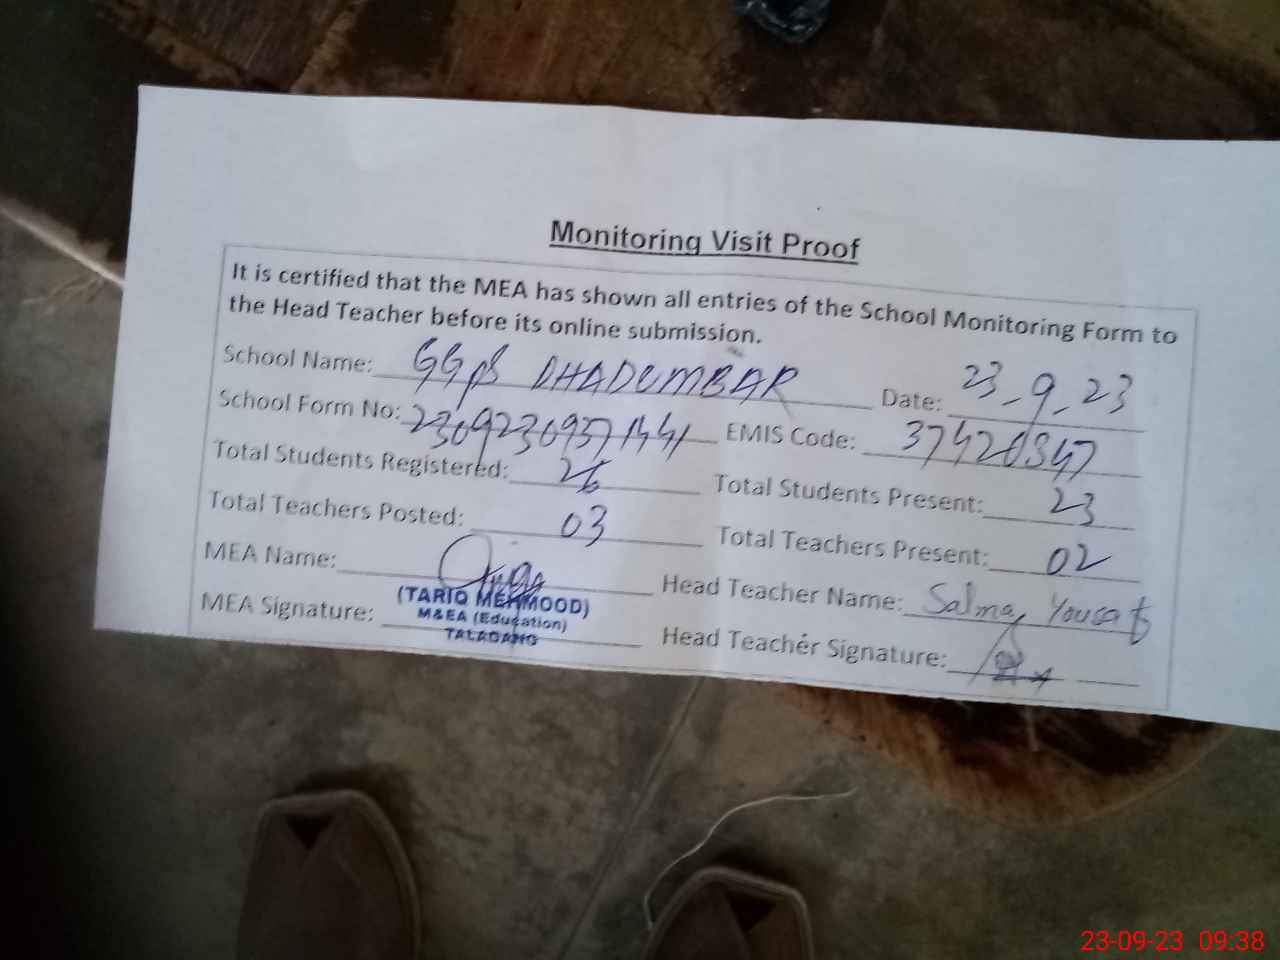 Monitoring Visit Proof
It is certified that the MEA has shown all entries of the School Monitoring Form to
the Head Teacher before its online submission.
School Name: GGPS DHADUMBAR Date: 23-9-23
School Form No: 23092309571441 EMIS Code: 37420347
Total Students Registered: 26 Total Students Present: 23
Total Teachers Posted: 03 Total Teachers Present: 02
MEA Name: Head Teacher Name: Salma Yousaf
(TARIQ MEHMOOD)
M&EA (Education)
TALAGANG
MEA Signature: Head Teacher Signature:
23-09-23 09:38